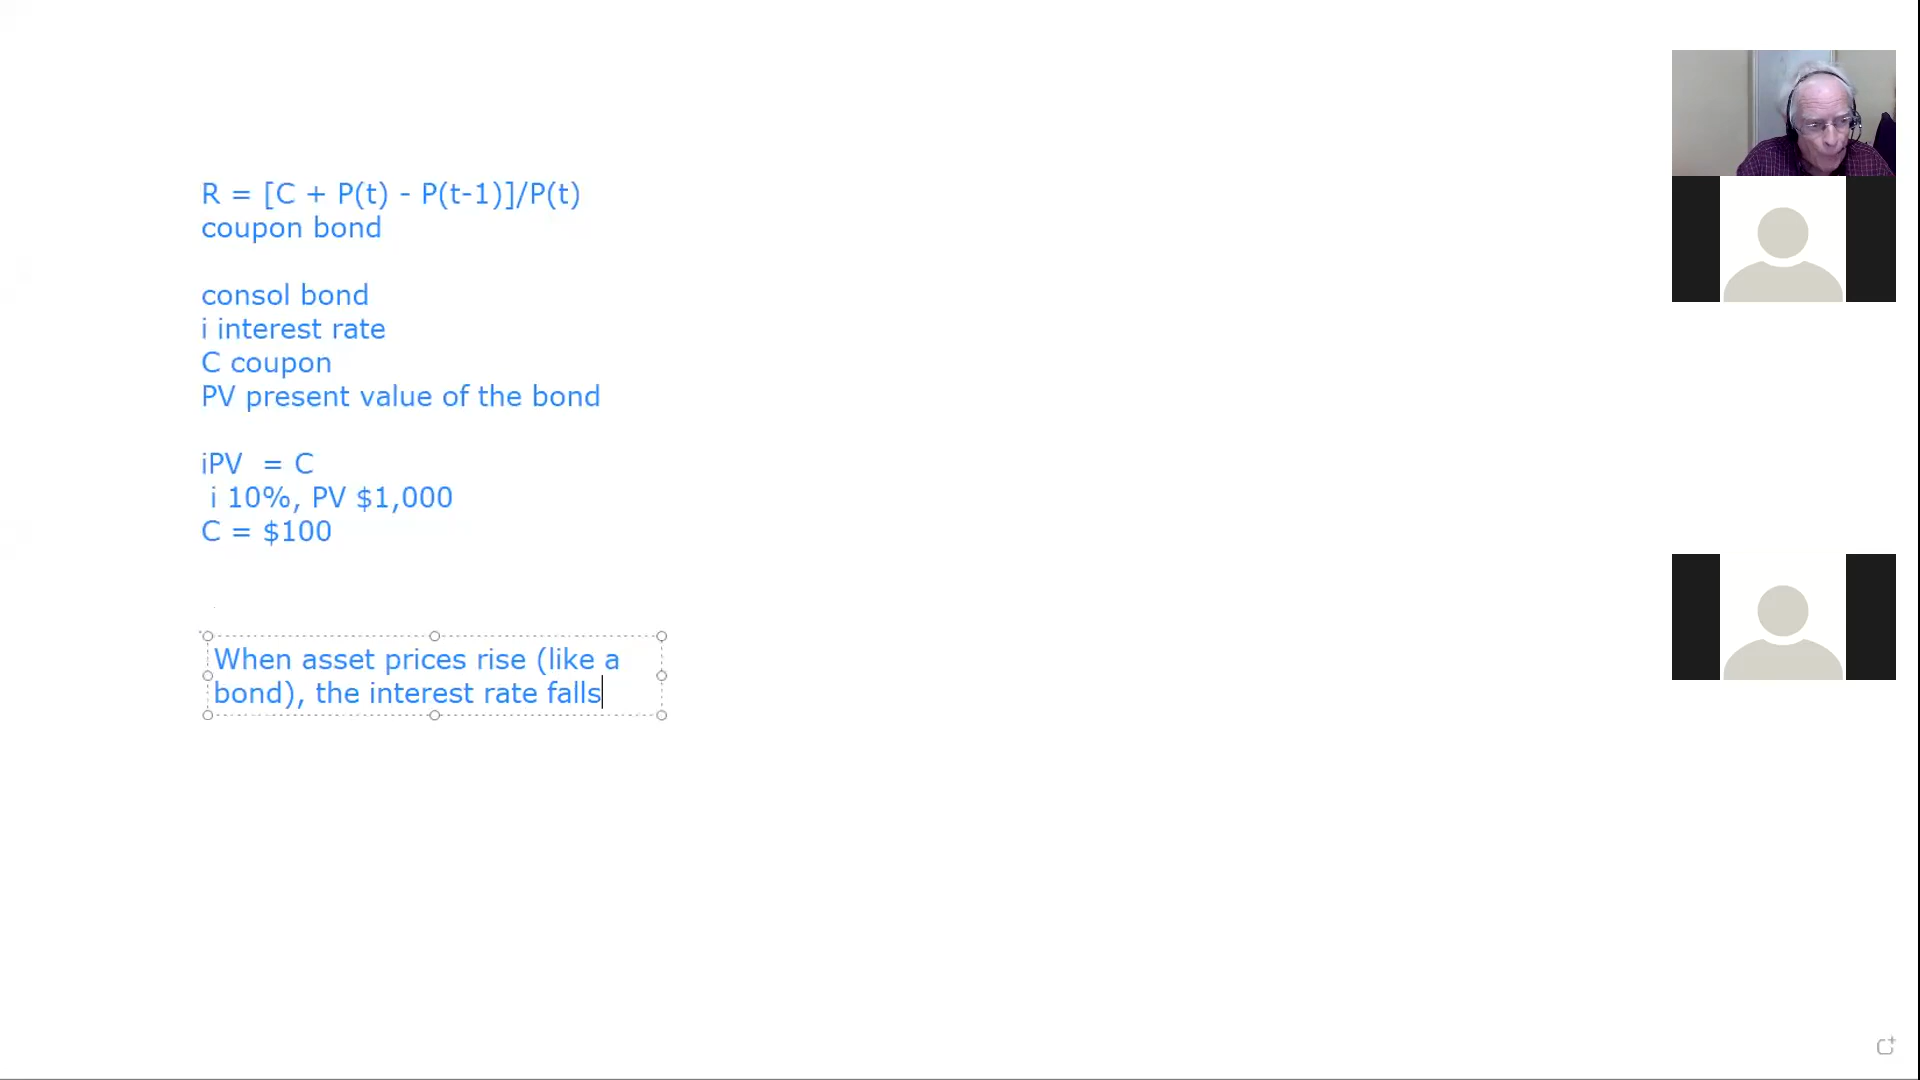 R = [C + P(t) - P(t-1)]/P(t)
coupon bond
consol bond
i interest rate
C coupon
PV present value of the bond
iPV  = C
i 10%, PV $1,000
C = $100
When asset prices rise (like a
bond), the interest rate falls